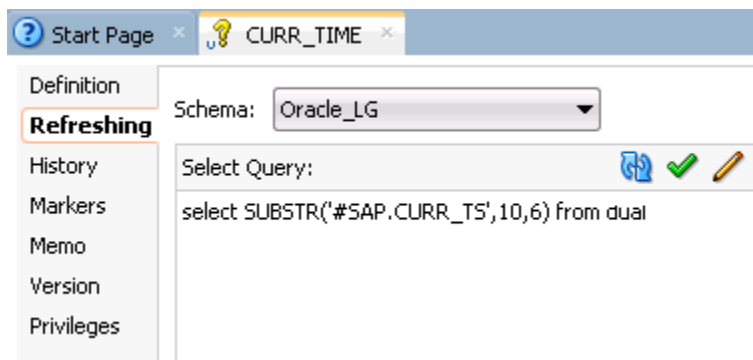 Start Page
CURR_TIME
Definition
Refreshing
History
Markers
Memo
Version
Privileges
Schema: Oracle_LG
Select Query:
select SUBSTR('#SAP.CURR_TS',10,6) from dual